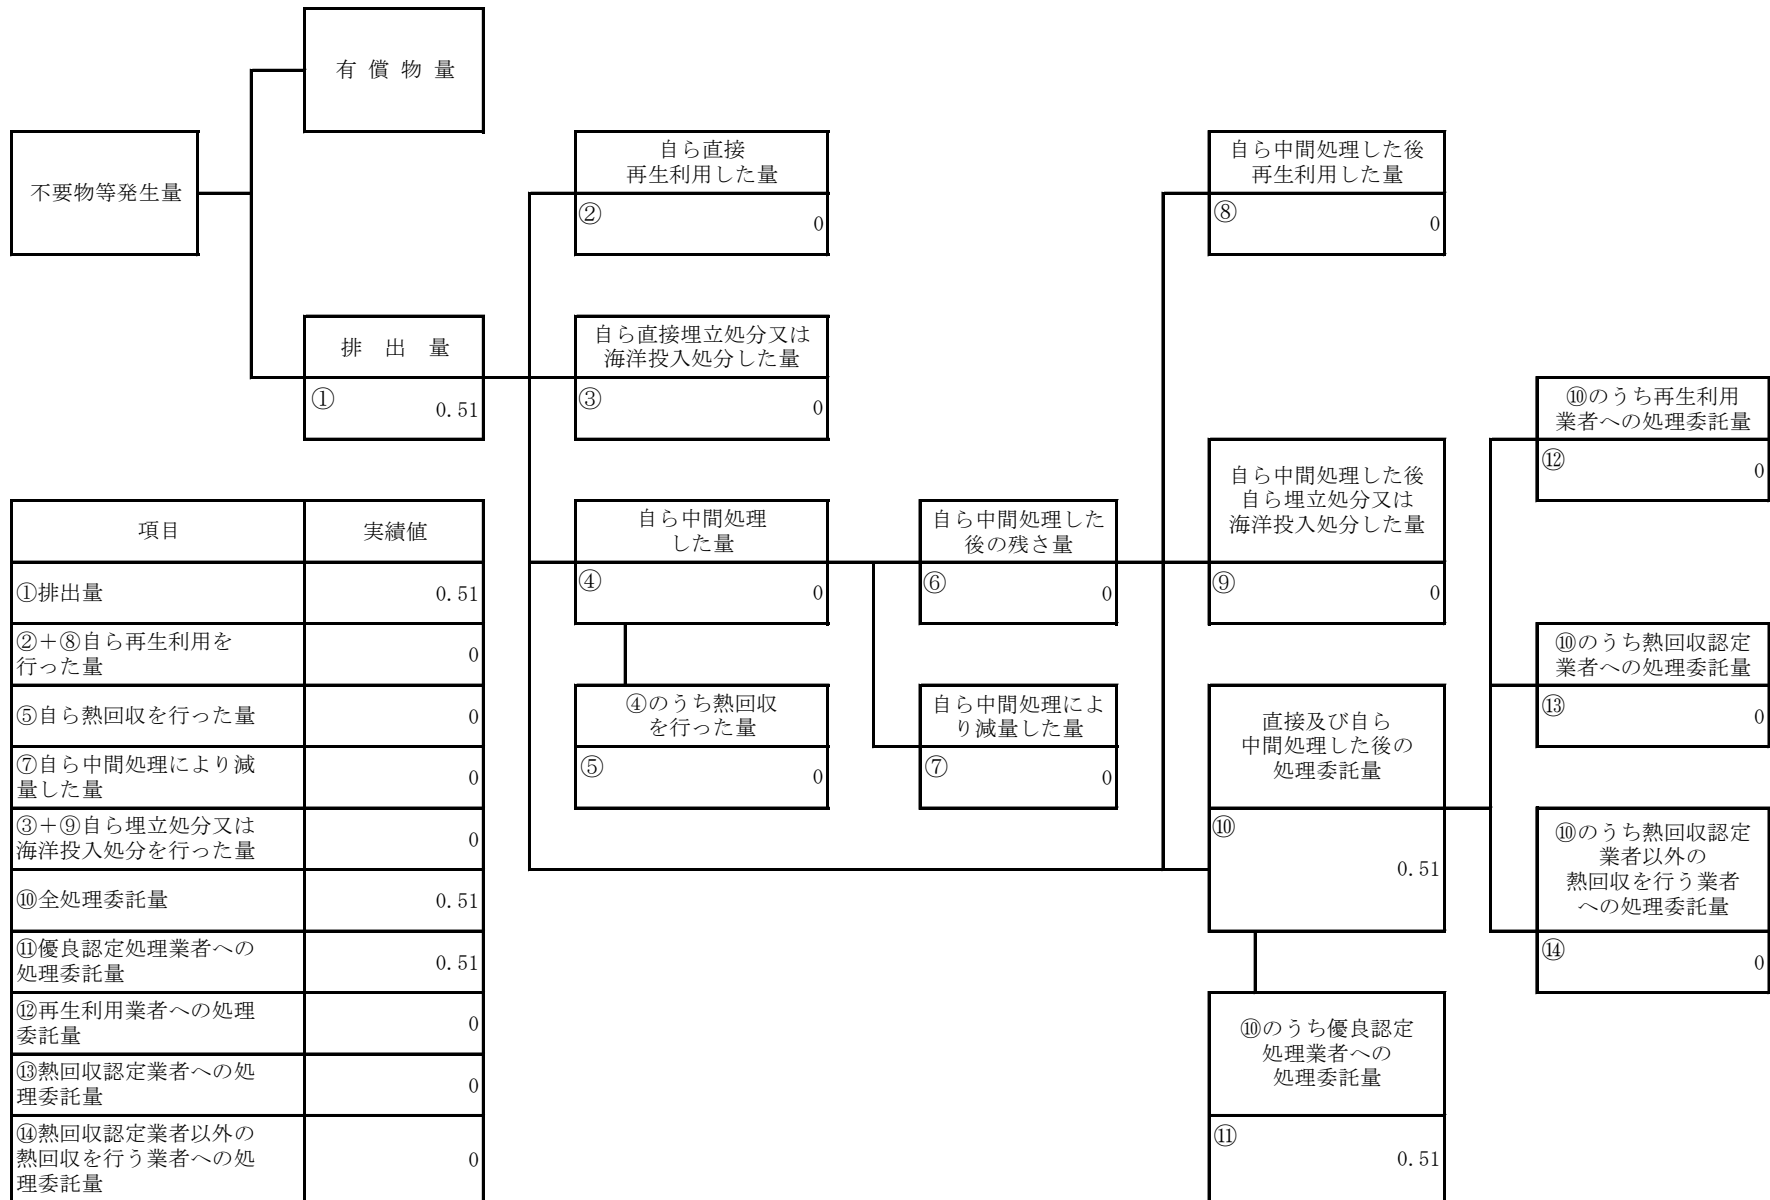 有償物量
不要物等発生量
排出量
① 0.51
自ら直接
再生利用した量
② 0
自ら直接埋立処分又は
海洋投入処分した量
③ 0
自ら中間処理
した量
④ 0
④のうち熱回収
を行った量
⑤ 0
自ら中間処理した
後の残さ量
⑥ 0
自ら中間処理によ
り減量した量
⑦ 0
自ら中間処理した後
再生利用した量
⑧ 0
自ら中間処理した後
自ら埋立処分又は
海洋投入処分した量
⑨ 0
直接及び自ら
中間処理した後の
処理委託量
⑩
0.51
⑩のうち優良認定
処理業者への
処理委託量
⑪
0.51
⑩のうち再生利用
業者への処理委託量
⑫ 0
⑩のうち熱回収認定
業者への処理委託量
⑬ 0
⑩のうち熱回収認定
業者以外の
熱回収を行う業者
への処理委託量
⑭ 0
項目 実績値
①排出量 0.51
②+⑧自ら再生利用を
行った量 0
⑤自ら熱回収を行った量 0
⑦自ら中間処理により減
量した量 0
③+⑨自ら埋立処分又は
海洋投入処分を行った量 0
⑩全処理委託量 0.51
⑪優良認定処理業者への
処理委託量 0.51
⑫再生利用業者への処理
委託量 0
⑬熱回収認定業者への処
理委託量 0
⑭熱回収認定業者以外の
熱回収を行う業者への処
理委託量 0